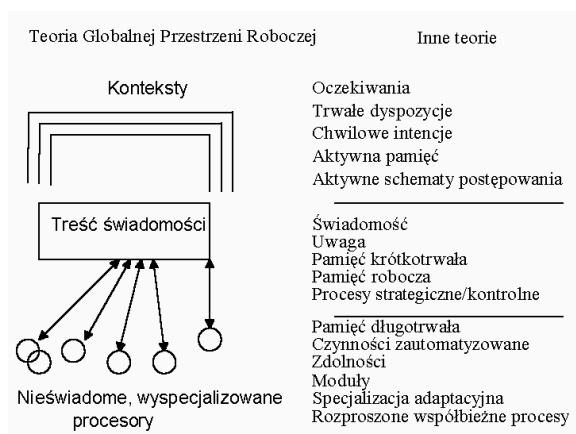 Teoria Globalnej Przestrzeni Roboczej
Inne teorie
Konteksty
Treść świadomości
Nieświadome, wyspecjalizowane
procesory
Oczekiwania
Trwałe dyspozycje
Chwilowe intencje
Aktywna pamięć
Aktywne schematy postępowania
Świadomość
Uwaga
Pamięć krótkotrwała
Pamięć robocza
Procesy strategiczne/kontrolne
Pamięć długotrwała
Czynności zautomatyzowane
Zdolności
Moduły
Specjalizacja adaptacyjna
Rozproszone współbieżne procesy